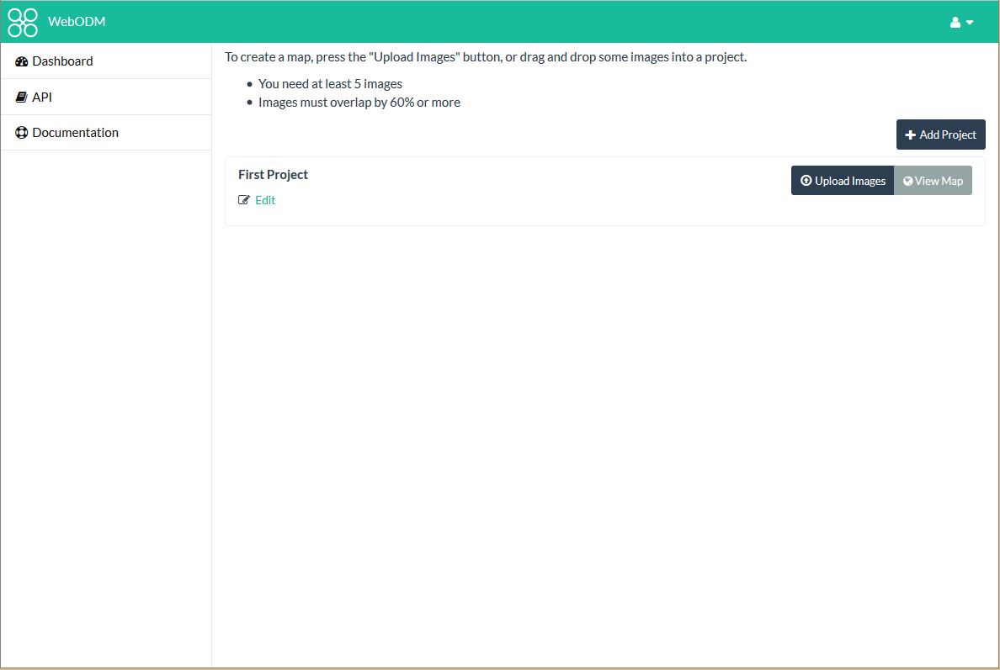 WebODM
Dashboard
API
Documentation
To create a map, press the "Upload Images" button, or drag and drop some images into a project.
You need at least 5 images
Images must overlap by 60% or more
Add Project
First Project
Upload Images
View Map
Edit